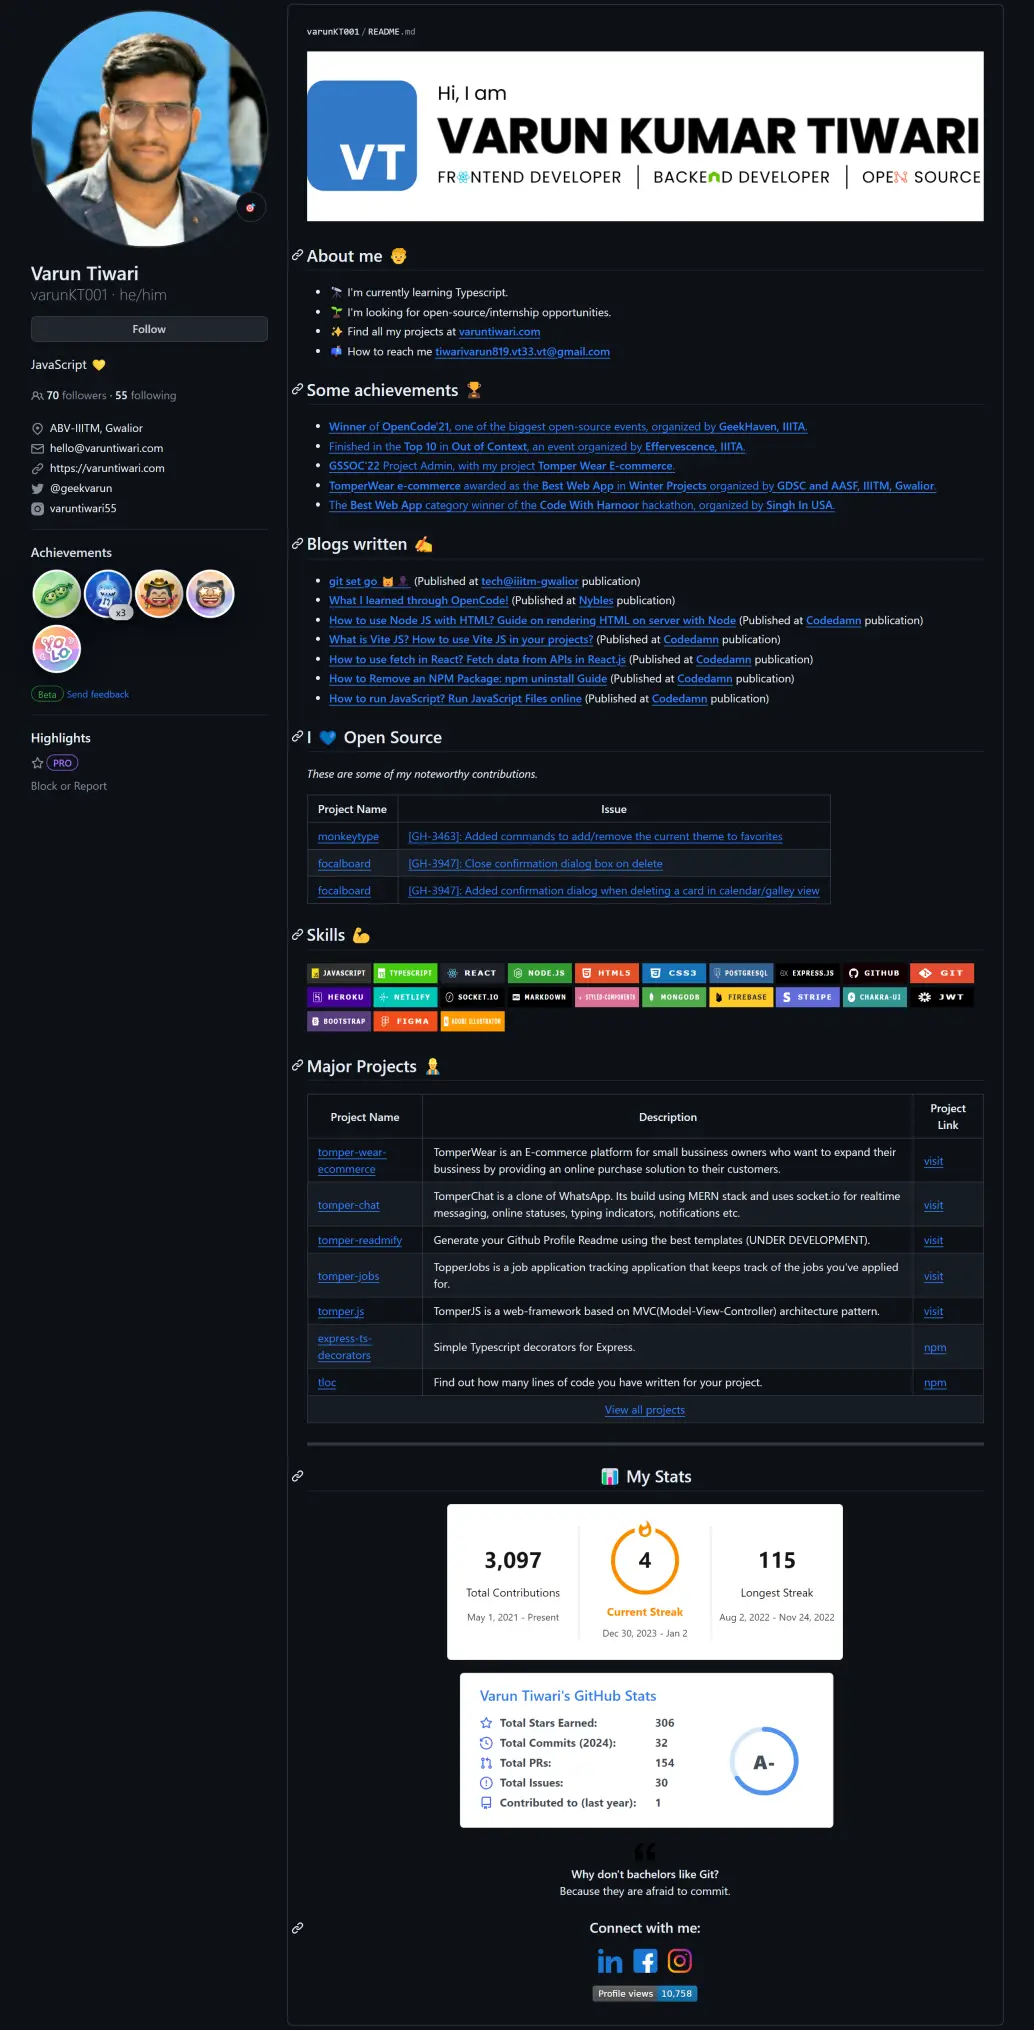 Varun Tiwari
varunKT001 · he/him
Follow
JavaScript 💛
70 followers · 55 following
ABV-IIITM, Gwalior
hello@varuntiwari.com
https://varuntiwari.com
@geekvarun
varuntiwari55
Achievements
x3
YOLO
Beta Send feedback
Highlights
PRO
Block or Report
varunKT001 / README.md
VT
Hi, I am
VARUN KUMAR TIWARI
FRONTEND DEVELOPER | BACKEND DEVELOPER | OPEN SOURCE
About me
🔭 I'm currently learning Typescript.
🌱 I'm looking for open-source/internship opportunities.
✨ Find all my projects at varuntiwari.com
📫 How to reach me tiwarivarun819.vt33.vt@gmail.com
Some achievements 🏆
Winner of OpenCode'21, one of the biggest open-source events, organized by GeekHaven, IIITA.
Finished in the Top 10 in Out of Context, an event organized by Effervescence, IIITA.
GSSOC'22 Project Admin, with my project Tomper Wear E-commerce.
TomperWear e-commerce awarded as the Best Web App in Winter Projects organized by GDSC and AASF, IIITM, Gwalior.
The Best Web App category winner of the Code With Harnoor hackathon, organized by Singh In USA.
Blogs written ✍️
git set go (Published at tech@iiitm-gwalior publication)
What I learned through OpenCode! (Published at Nybles publication)
How to use Node JS with HTML? Guide on rendering HTML on server with Node (Published at Codedamn publication)
What is Vite JS? How to use Vite JS in your projects? (Published at Codedamn publication)
How to use fetch in React? Fetch data from APIs in React.js (Published at Codedamn publication)
How to Remove an NPM Package: npm uninstall Guide (Published at Codedamn publication)
How to run JavaScript? Run JavaScript Files online (Published at Codedamn publication)
I 💙 Open Source
These are some of my noteworthy contributions.
Project Name Issue
monkeytype [GH-3463]: Added commands to add/remove the current theme to favorites
focalboard [GH-3947]: Close confirmation dialog box on delete
focalboard [GH-3947]: Added confirmation dialog when deleting a card in calendar/galley view
Skills 💪
JAVASCRIPT TYPESCRIPT REACT NODE.JS HTML5 CSS3 POSTGRESQL EXPRESS.JS GITHUB GIT
HEROKU NETLIFY SOCKET.IO MARKDOWN STYLED-COMPONENTS MONGODB FIREBASE STRIPE CHAKRA-UI JWT
BOOTSTRAP FIGMA ADOBE ILLUSTRATOR
Major Projects
Project Name Description Project Link
tomper-wear-ecommerce TomperWear is an E-commerce platform for small bussiness owners who want to expand their
bussiness by providing an online purchase solution to their customers. visit
tomper-chat TomperChat is a clone of WhatsApp. Its build using MERN stack and uses socket.io for realtime
messaging, online statuses, typing indicators, notifications etc. visit
tomper-readmify Generate your Github Profile Readme using the best templates (UNDER DEVELOPMENT). visit
tomper-jobs TopperJobs is a job application tracking application that keeps track of the jobs you've applied
for. visit
tomper.js TomperJS is a web-framework based on MVC(Model-View-Controller) architecture pattern. visit
express-ts-decorators Simple Typescript decorators for Express. npm
tloc Find out how many lines of code you have written for your project. npm
View all projects
📊 My Stats
3,097 4 115
Total Contributions Current Streak Longest Streak
May 1, 2021 - Present Dec 30, 2023 - Jan 2 Aug 2, 2022 - Nov 24, 2022
Varun Tiwari's GitHub Stats
Total Stars Earned: 306
Total Commits (2024): 32
Total PRs: 154
Total Issues: 30
Contributed to (last year): 1
A-
Why don't bachelors like Git?
Because they are afraid to commit.
Connect with me:
in f
Profile views 10,758